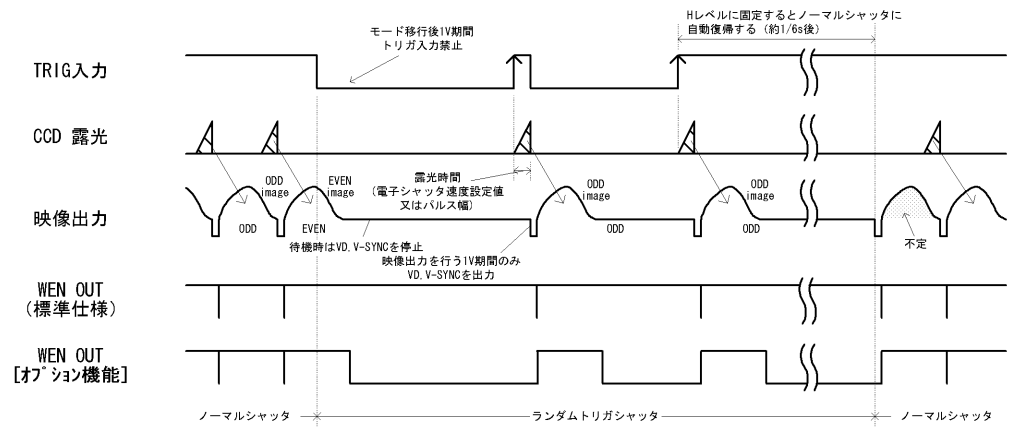 Hレベルに固定するとノーマルシャッタに
自動復帰する（約1/6s後）
モード移行後1V期間
トリガ入力禁止
TRIG入力
CCD 露光
露光時間
（電子シャッタ速度設定値
又はパルス幅）
ODD
image
EVEN
image
ODD
image
ODD
image
映像出力
ODD
EVEN
ODD
ODD
不定
待機時はVD,V-SYNCを停止
映像出力を行う1V期間のみ
VD,V-SYNCを出力
WEN OUT
（標準仕様）
WEN OUT
[ｵﾌﾟｼｮﾝ機能]
ノーマルシャッタ
ランダムトリガシャッタ
ノーマルシャッタ